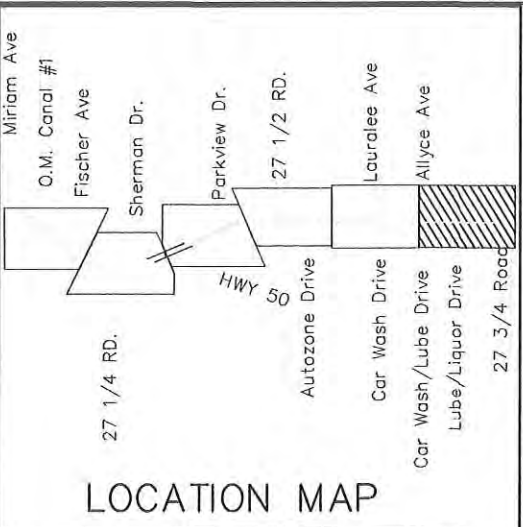 Miriam Ave
O.M. Canal #1
Fischer Ave
Sherman Dr.
Parkview Dr.
27 1/2 RD.
Lauralee Ave
Allyce Ave
HWY 50
27 1/4 RD.
Autozone Drive
Car Wash Drive
Car Wash/Lube Drive
Lube/Liquor Drive
27 3/4 Road
LOCATION MAP